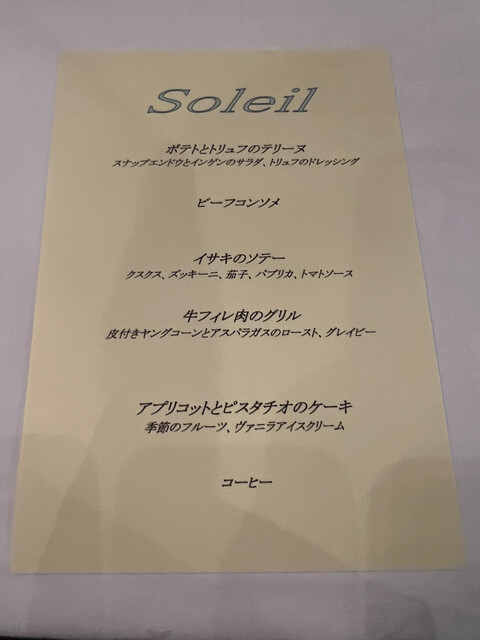 Soleil
ポテトとトリュフのテリーヌ
スナップエンドウとインゲンのサラダ、トリュフのドレッシング
ビーフコンソメ
イサキのソテー
クスクス、ズッキーニ、茄子、パプリカ、トマトソース
牛フィレ肉のグリル
皮付きヤングコーンとアスパラガスのロースト、グレイビー
アプリコットとピスタチオのケーキ
季節のフルーツ、ヴァニラアイスクリーム
コーヒー